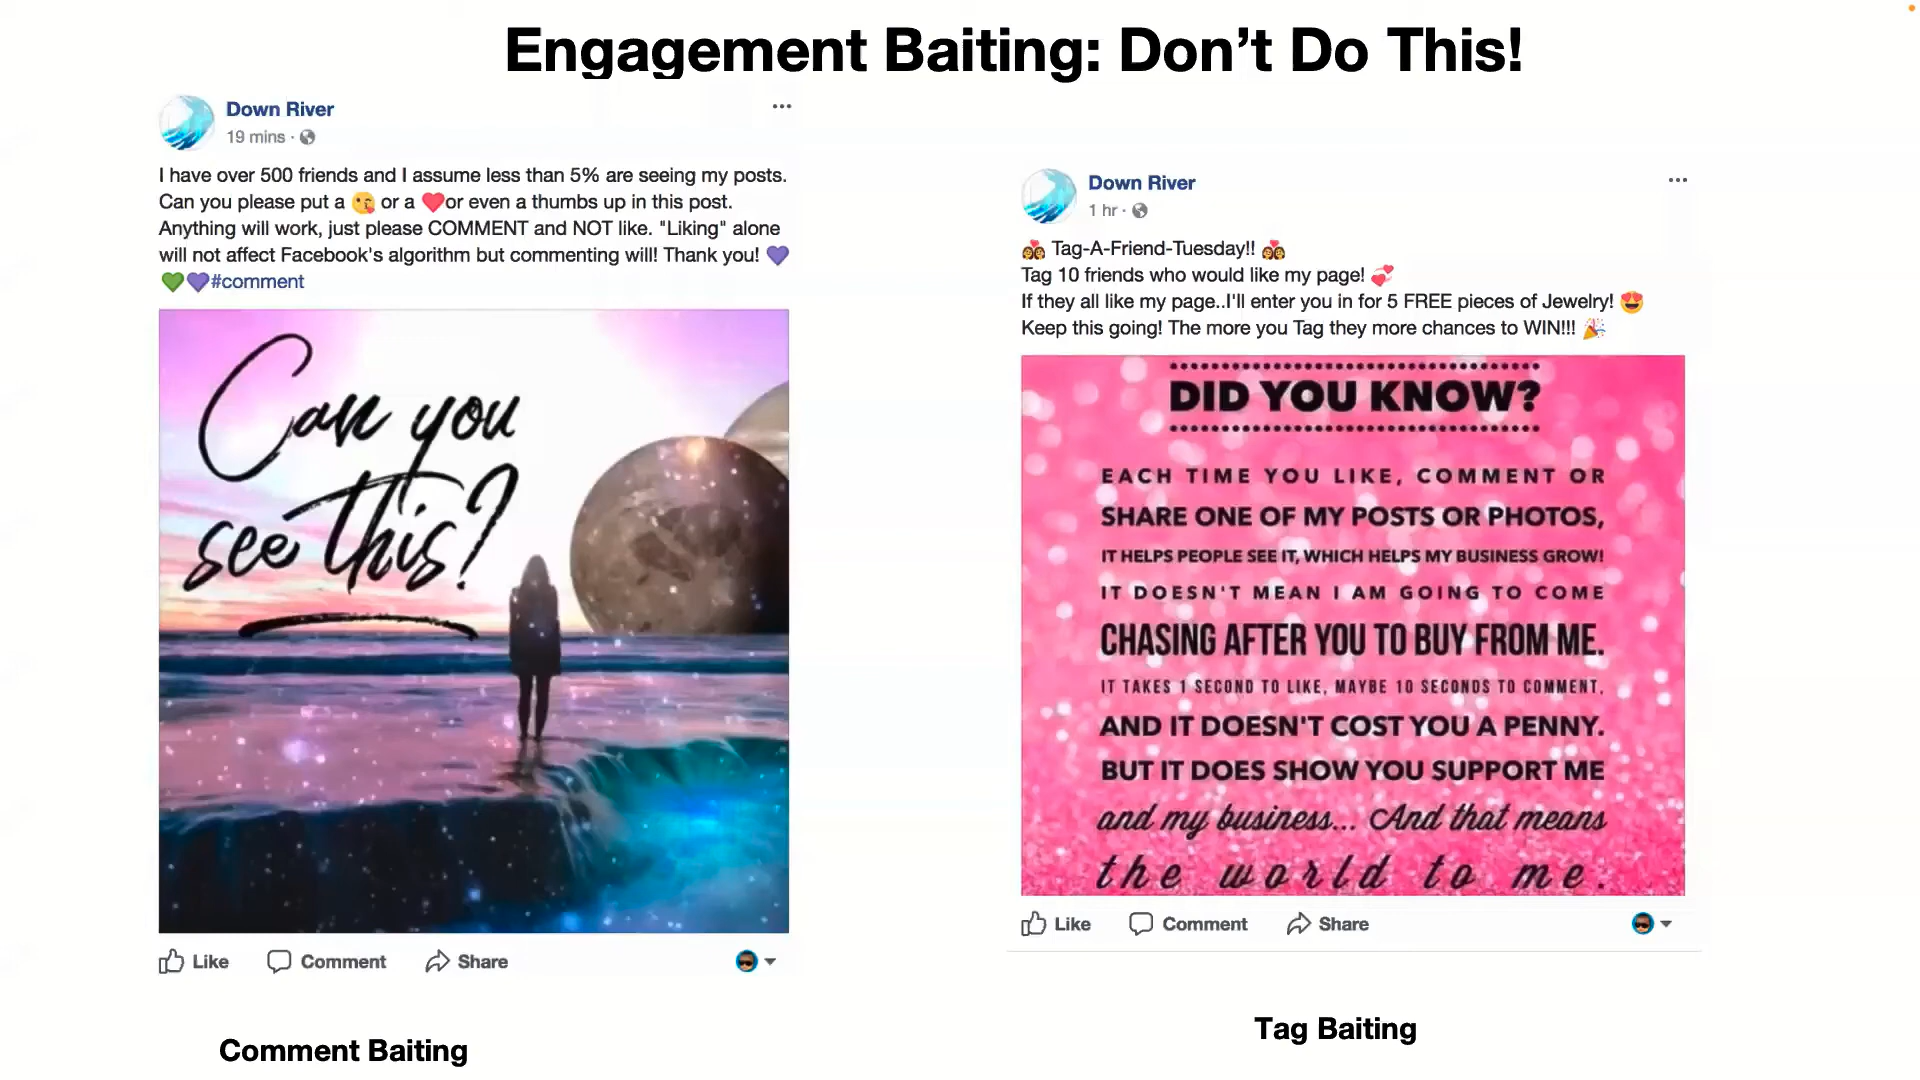 Engagement Baiting: Don't Do This!
Down River
19 mins ·
I have over 500 friends and I assume less than 5% are seeing my posts.
Can you please put a 😘 or a ❤️or even a thumbs up in this post.
Anything will work, just please COMMENT and NOT like. "Liking" alone
will not affect Facebook's algorithm but commenting will! Thank you! 💜
💚💜#comment
Can you
see this?
Like Comment Share
Comment Baiting
Down River
1 hr ·
👩‍❤️‍👩 Tag-A-Friend-Tuesday!! 👩‍❤️‍👩
Tag 10 friends who would like my page! 💞
If they all like my page..I'll enter you in for 5 FREE pieces of Jewelry! 😍
Keep this going! The more you Tag they more chances to WIN!!! 🎉
DID YOU KNOW?
EACH TIME YOU LIKE, COMMENT OR
SHARE ONE OF MY POSTS OR PHOTOS,
IT HELPS PEOPLE SEE IT, WHICH HELPS MY BUSINESS GROW!
IT DOESN'T MEAN I AM GOING TO COME
CHASING AFTER YOU TO BUY FROM ME.
IT TAKES 1 SECOND TO LIKE, MAYBE 10 SECONDS TO COMMENT,
AND IT DOESN'T COST YOU A PENNY.
BUT IT DOES SHOW YOU SUPPORT ME
and my business... And that means
the world to me.
Like Comment Share
Tag Baiting